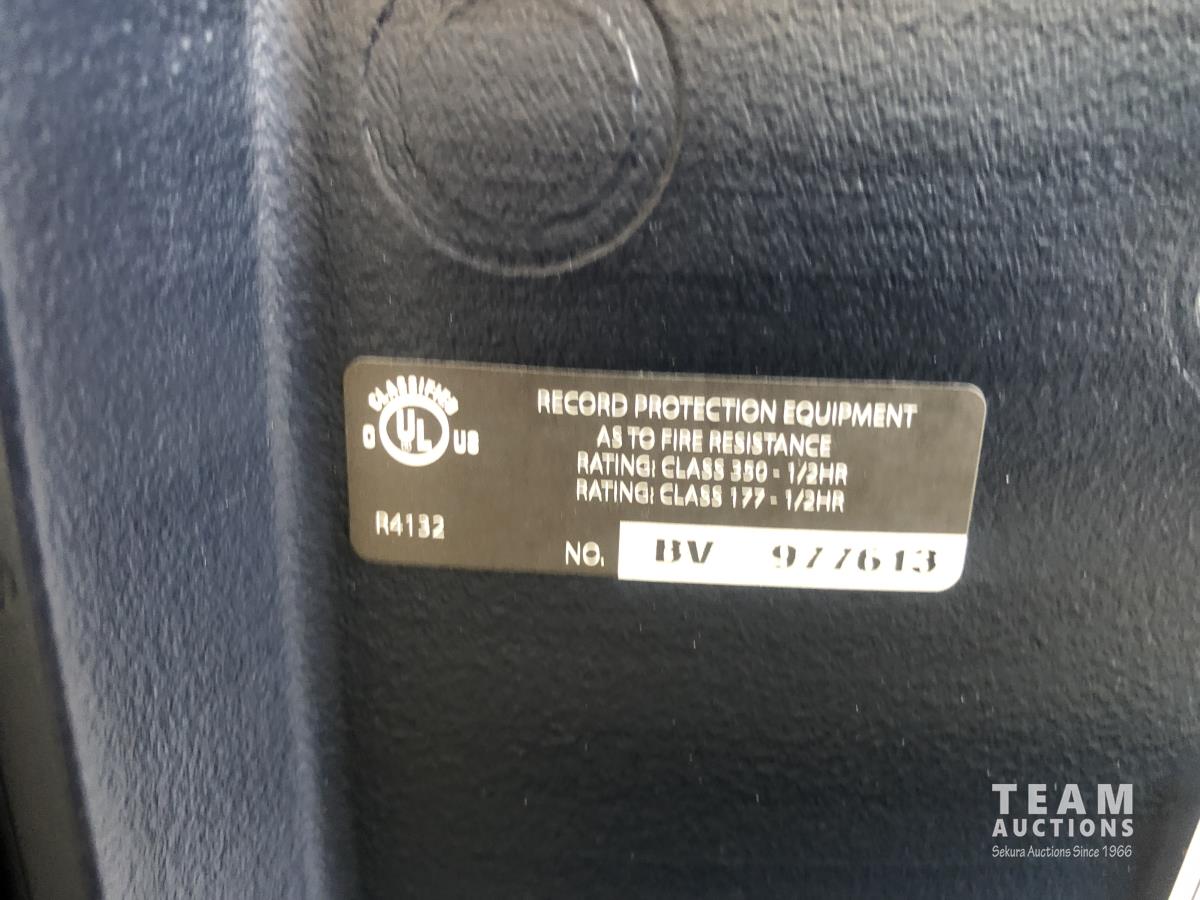 CLASSIFIED
C UL US
RECORD PROTECTION EQUIPMENT
AS TO FIRE RESISTANCE
RATING: CLASS 350 - 1/2HR
RATING: CLASS 177 - 1/2HR
R4132
NO. BV 977613
TEAM
AUCTIONS
Sekura Auctions Since 1966